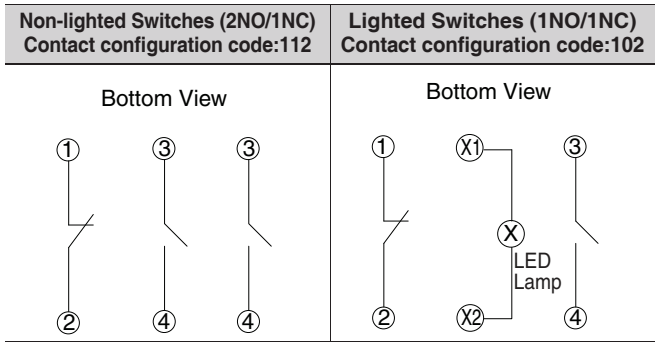 Non-lighted Switches (2NO/1NC)
Contact configuration code:112
Lighted Switches (1NO/1NC)
Contact configuration code:102
Bottom View
1 3 3
2 4 4
Bottom View
1 X1 3
X
LED
Lamp
2 X2 4